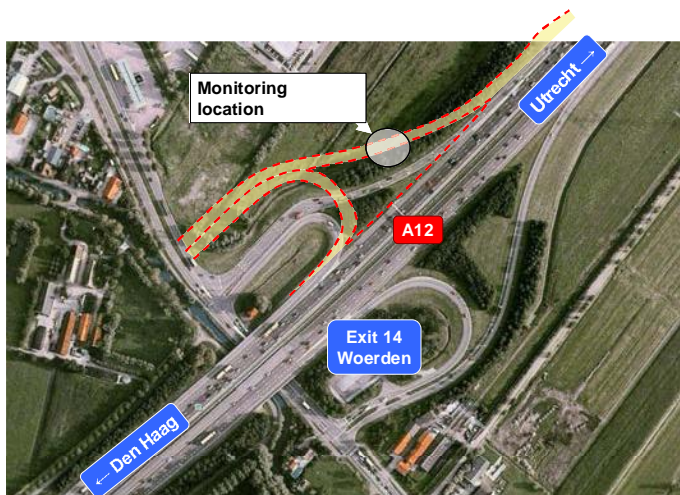 Utrecht →
Monitoring
location
A12
Exit 14
Woerden
← Den Haag